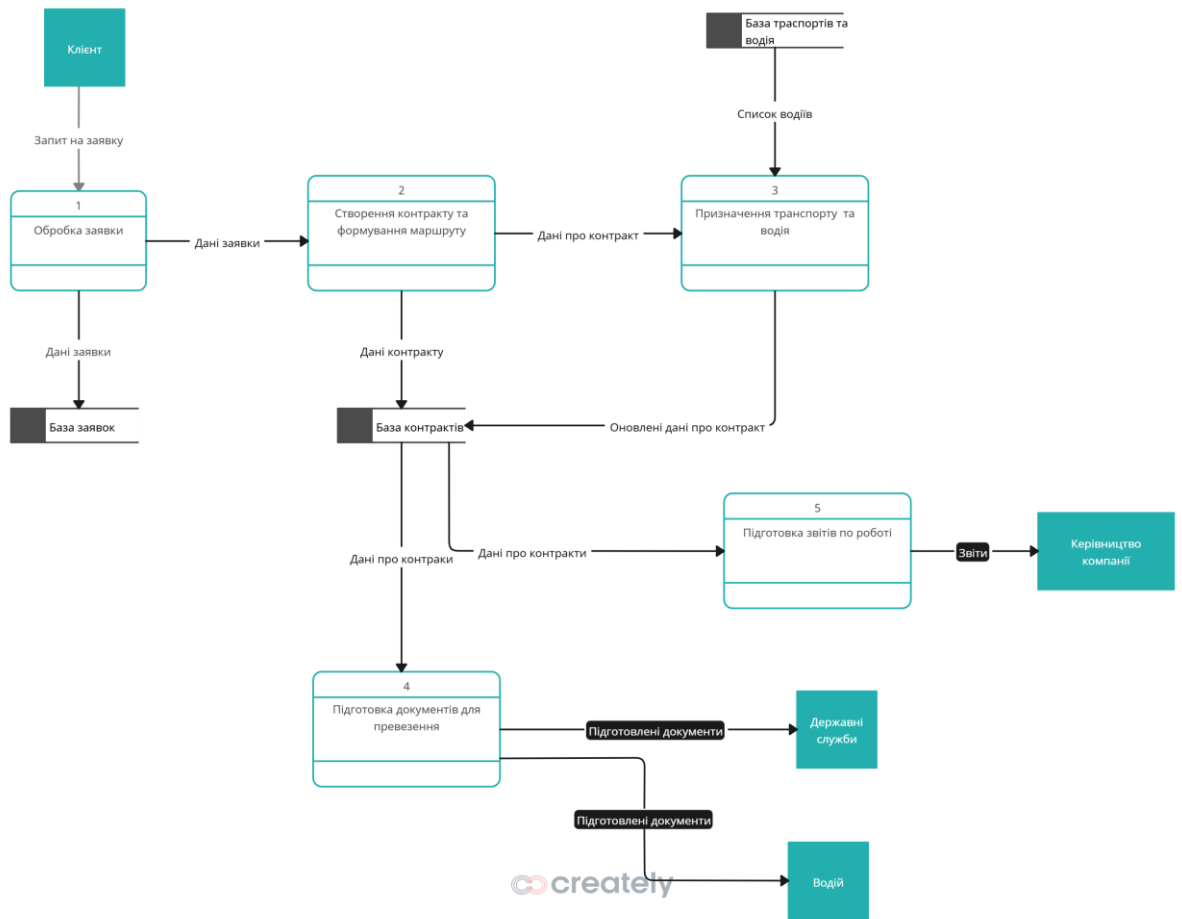 Клієнт
База траспортів та
водія
Запит на заявку
Список водіїв
1
Обробка заявки
2
Створення контракту та
формування маршруту
3
Призначення транспорту та
водія
Дані заявки
Дані про контракт
Дані заявки
Дані контракту
База заявок
База контрактів
Оновлені дані про контракт
5
Підготовка звітів по роботі
Звіти
Керівництво
компанії
Дані про контраки
Дані про контракти
4
Підготовка документів для
превезення
Підготовлені документи
Державні
служби
Підготовлені документи
Водій
creately